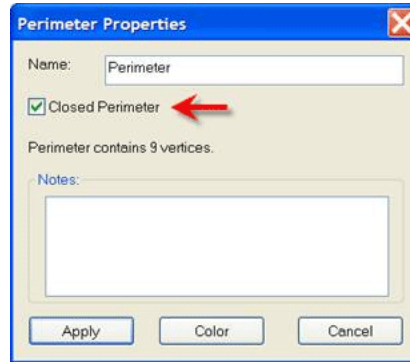 Perimeter Properties
Name: Perimeter
Closed Perimeter
Perimeter contains 9 vertices.
Notes:
Apply Color Cancel